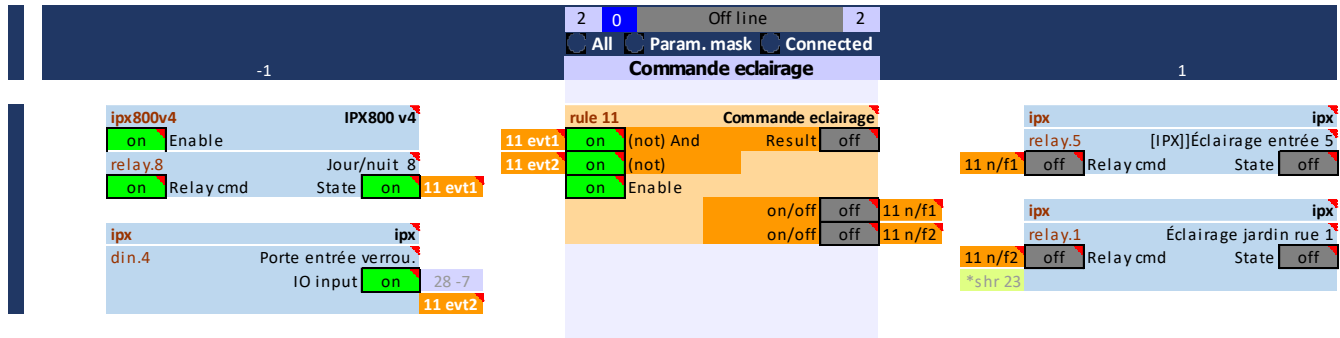 2 0 Off line 2
All Param. mask Connected
-1 Commande eclairage 1
ipx800v4 IPX800 v4 rule 11 Commande eclairage ipx ipx
on Enable 11 evt1 on (not) And Result off relay.5 [IPX]]Éclairage entrée 5
relay.8 Jour/nuit 8 11 evt2 on (not) 11 n/f1 off Relay cmd State off
on Relay cmd State on 11 evt1 on Enable
on/off off 11 n/f1 ipx ipx
ipx ipx on/off off 11 n/f2 relay.1 Éclairage jardin rue 1
din.4 Porte entrée verrou. 11 n/f2 off Relay cmd State off
IO input on 28 -7 *shr 23
11 evt2